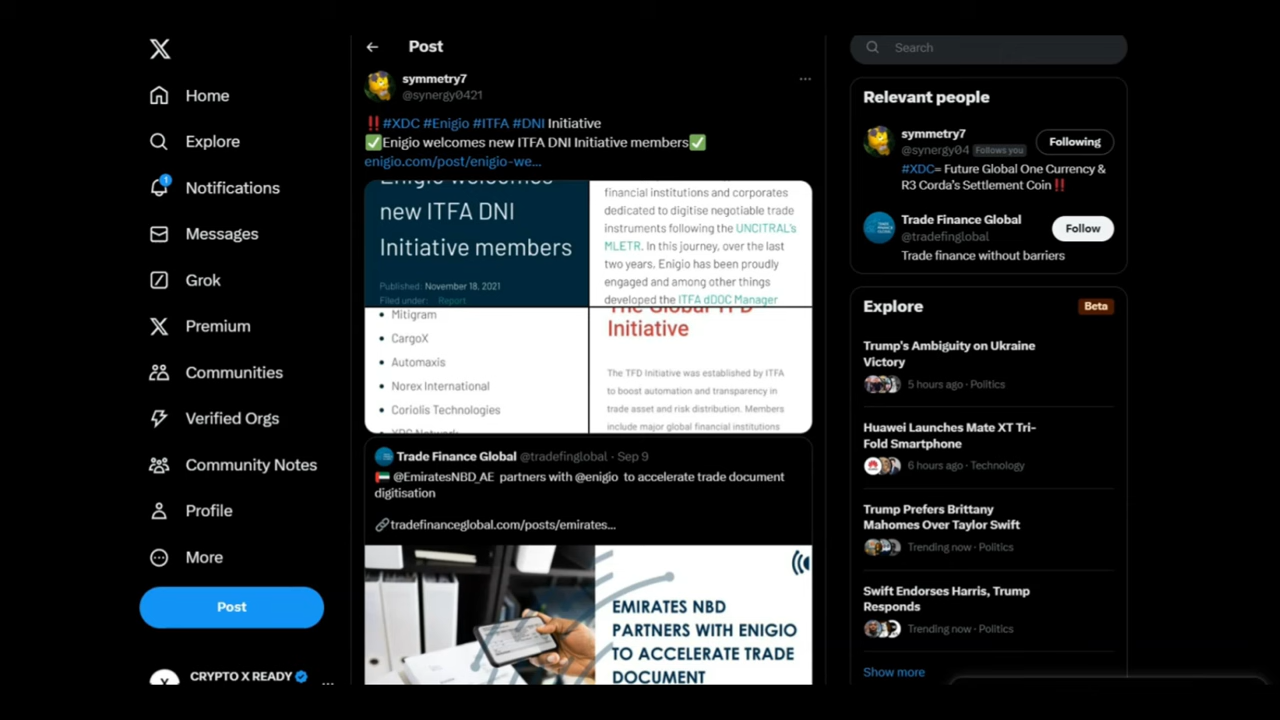 Home
Explore
1
Notifications
Messages
Grok
Premium
Communities
Verified Orgs
Community Notes
Profile
More
Post
CRYPTO X READY
Post
symmetry7
@synergy0421
‼️#XDC #Enigio #ITFA #DNI Initiative
✅Enigio welcomes new ITFA DNI Initiative members✅
enigio.com/post/enigio-we...
Enigio welcomes
new ITFA DNI
Initiative members
Published: November 18, 2021
Filed under: Report
financial institutions and corporates
dedicated to digitise negotiable trade
instruments following the UNCITRAL's
MLETR. In this journey, over the last
two years, Enigio has been proudly
engaged and among other things
developed the ITFA dDOC Manager
• Mitigram
• CargoX
• Automaxis
• Norex International
• Coriolis Technologies
The Global TFD
Initiative
The TFD Initiative was established by ITFA
to boost automation and transparency in
trade asset and risk distribution. Members
include major global financial institutions
Trade Finance Global @tradefinglobal · Sep 9
🇦🇪 @EmiratesNBD_AE partners with @enigio to accelerate trade document
digitisation
🔗tradefinanceglobal.com/posts/emirates...
EMIRATES NBD
PARTNERS WITH ENIGIO
TO ACCELERATE TRADE
DOCUMENT
Search
Relevant people
symmetry7
@synergy04 Follows you
Following
#XDC= Future Global One Currency &
R3 Corda's Settlement Coin ‼️
Trade Finance Global
@tradefinglobal
Follow
Trade finance without barriers
Explore
Beta
Trump's Ambiguity on Ukraine
Victory
5 hours ago · Politics
Huawei Launches Mate XT Tri-
Fold Smartphone
6 hours ago · Technology
Trump Prefers Brittany
Mahomes Over Taylor Swift
Trending now · Politics
Swift Endorses Harris, Trump
Responds
Trending now · Politics
Show more